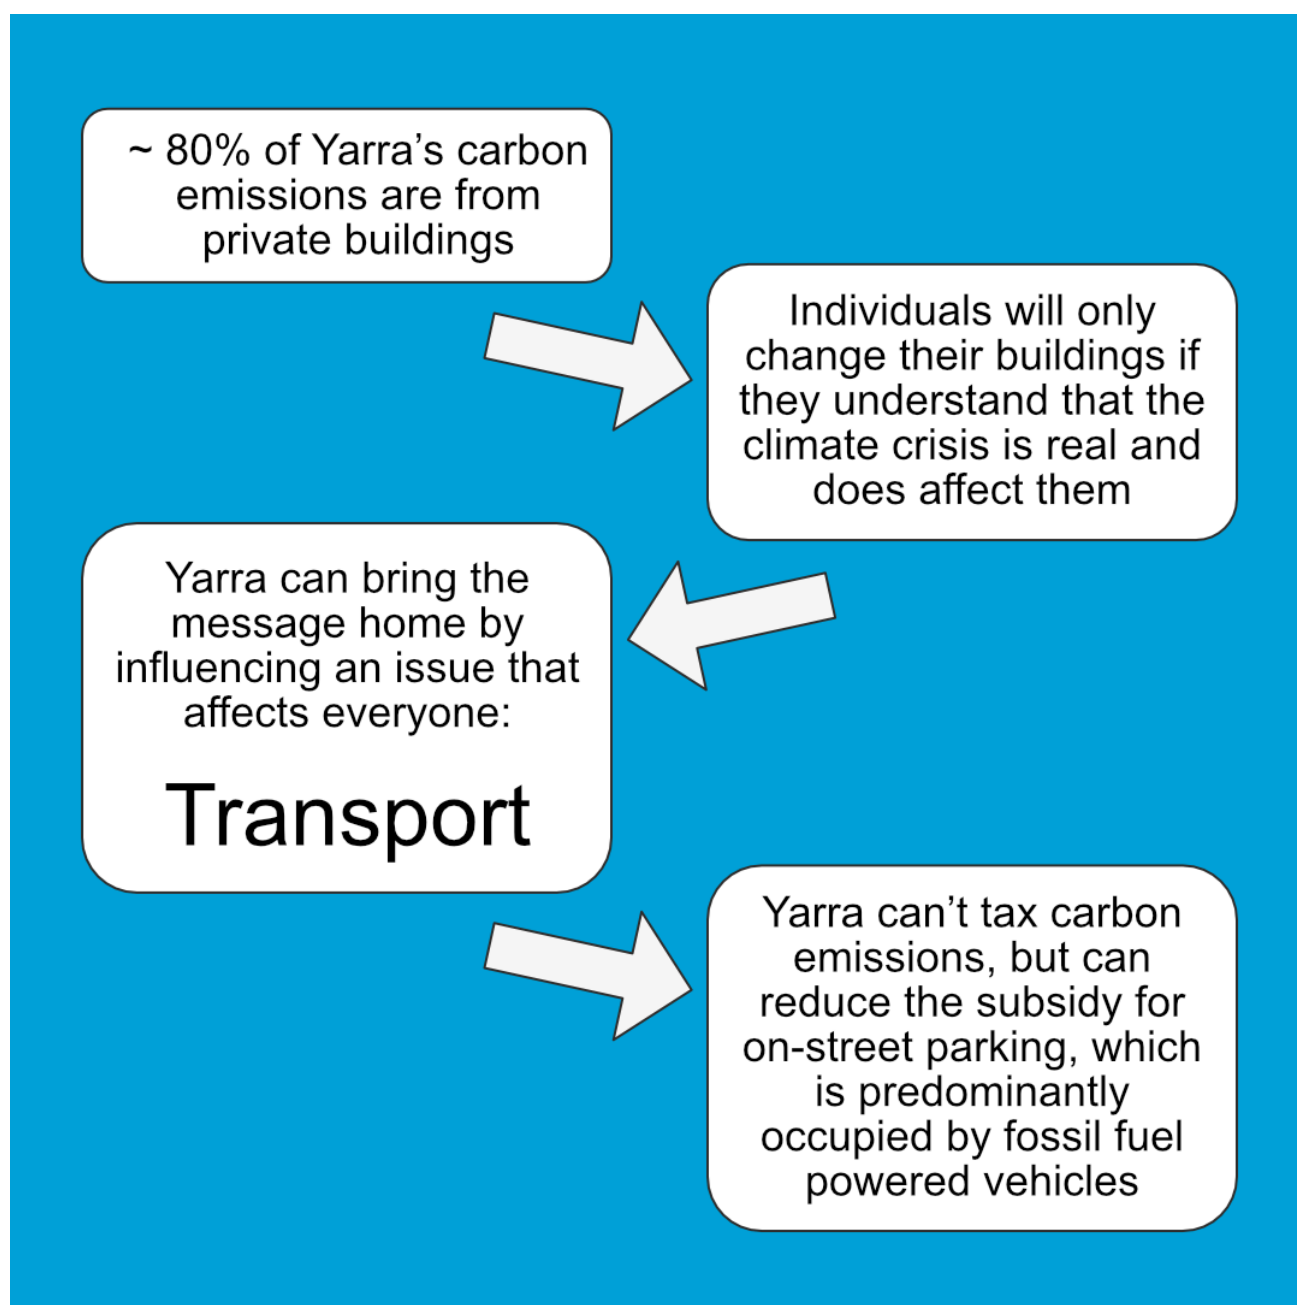 ~ 80% of Yarra’s carbon
emissions are from
private buildings
Individuals will only
change their buildings if
they understand that the
climate crisis is real and
does affect them
Yarra can bring the
message home by
influencing an issue that
affects everyone:
Transport
Yarra can’t tax carbon
emissions, but can
reduce the subsidy for
on-street parking, which
is predominantly
occupied by fossil fuel
powered vehicles